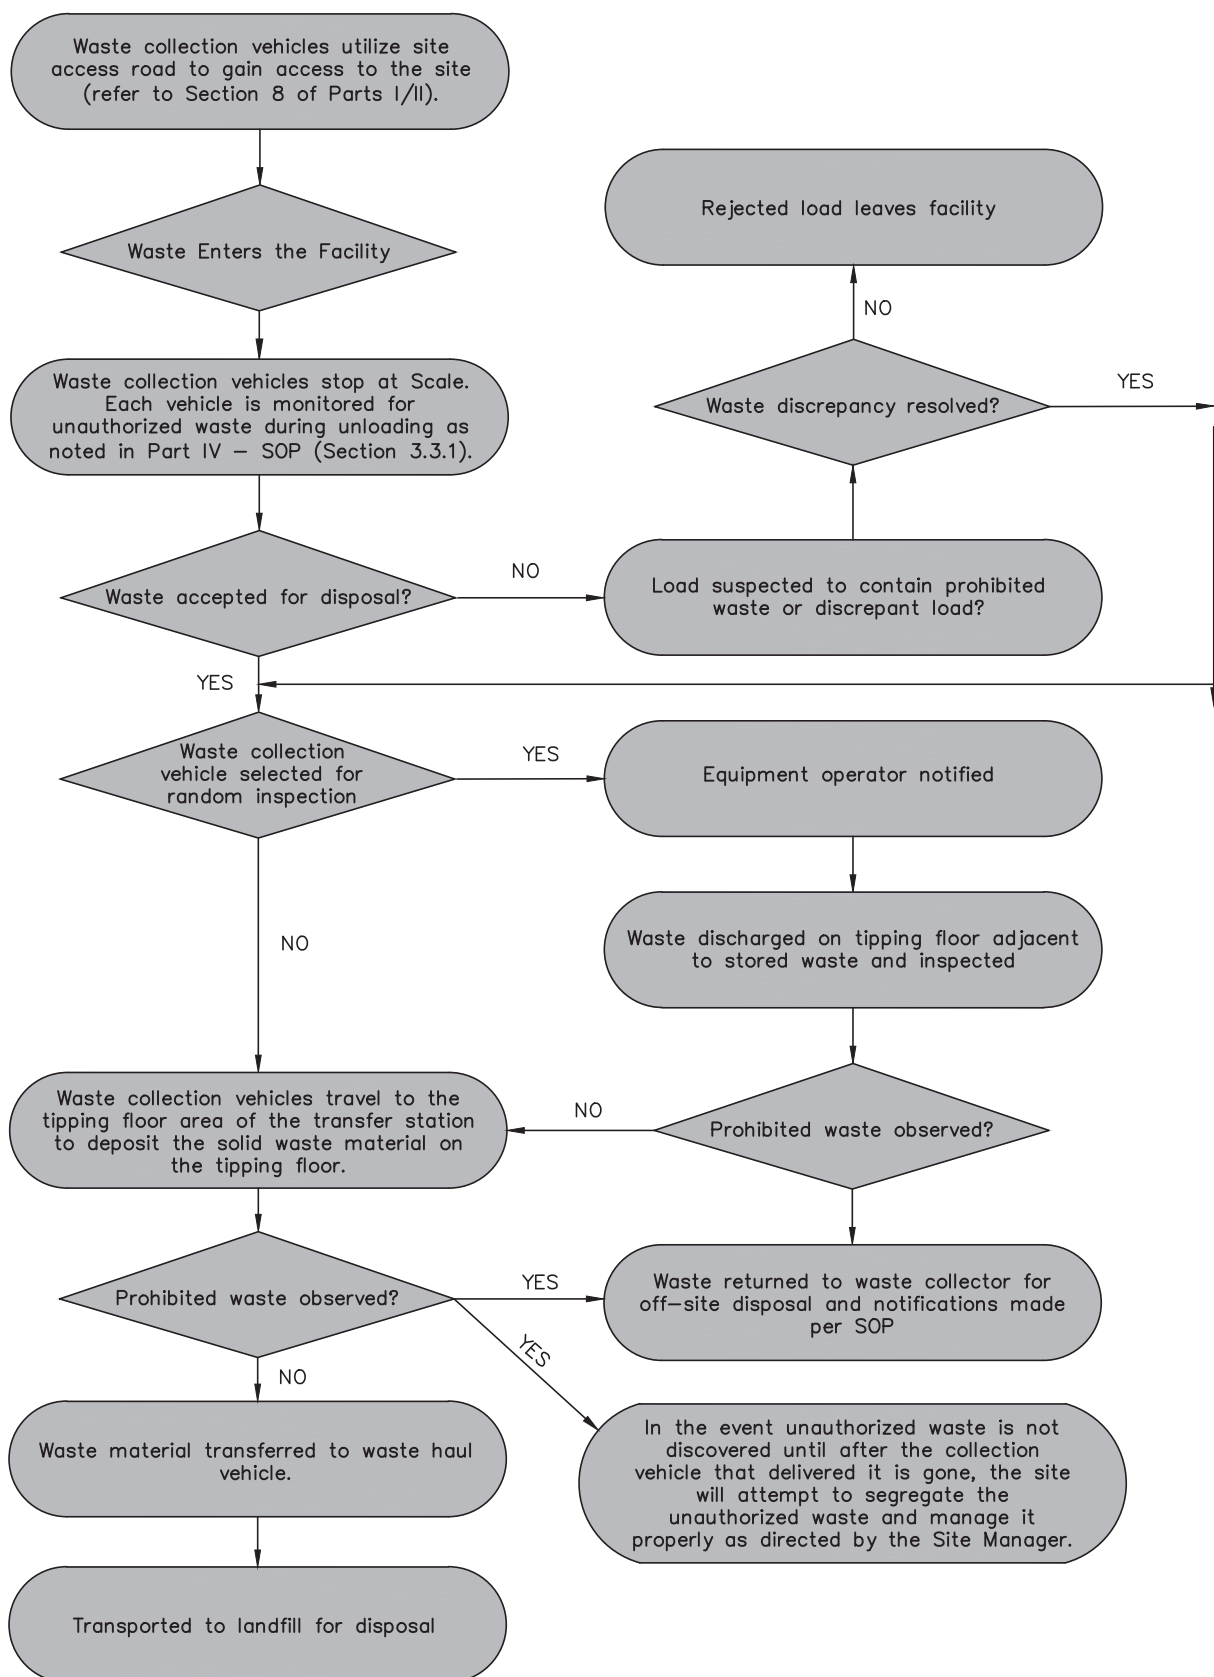 Waste collection vehicles utilize site
access road to gain access to the site
(refer to Section 8 of Parts I/II).
Waste Enters the Facility
Rejected load leaves facility
NO
Waste collection vehicles stop at Scale.
Each vehicle is monitored for
unauthorized waste during unloading as
noted in Part IV – SOP (Section 3.3.1).
Waste discrepancy resolved?
YES
Waste accepted for disposal?
NO
Load suspected to contain prohibited
waste or discrepant load?
YES
Waste collection
vehicle selected for
random inspection
YES
Equipment operator notified
NO
Waste discharged on tipping floor adjacent
to stored waste and inspected
Waste collection vehicles travel to the
tipping floor area of the transfer station
to deposit the solid waste material on
the tipping floor.
NO
Prohibited waste observed?
Prohibited waste observed?
YES
Waste returned to waste collector for
off–site disposal and notifications made
per SOP
YES
NO
Waste material transferred to waste haul
vehicle.
In the event unauthorized waste is not
discovered until after the collection
vehicle that delivered it is gone, the site
will attempt to segregate the
unauthorized waste and manage it
properly as directed by the Site Manager.
Transported to landfill for disposal